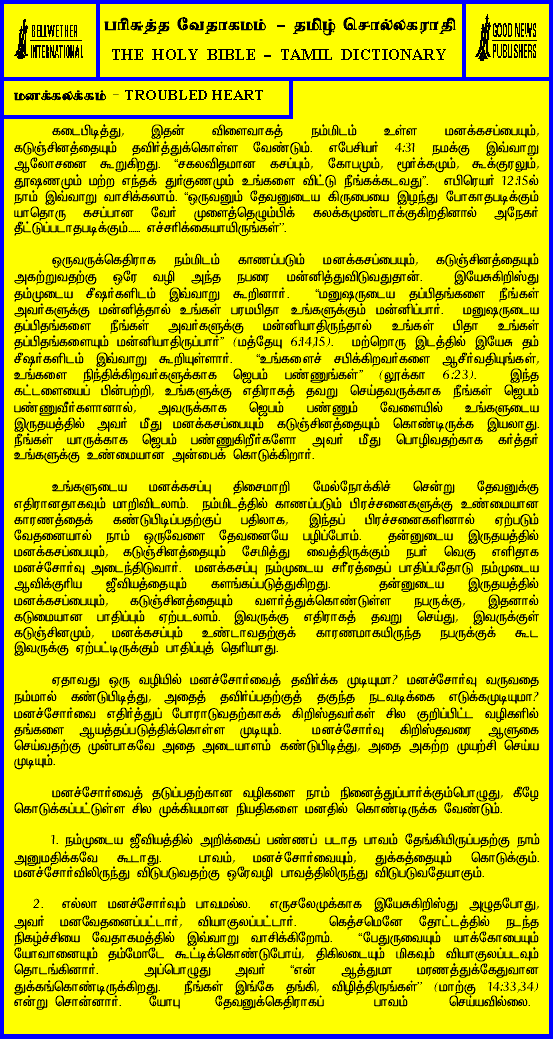 BELLWETHER
INTERNATIONAL
பரிசுத்த வேதாகமம் – தமிழ் சொல்லகராதி
THE HOLY BIBLE – TAMIL DICTIONARY
GOOD NEWS
PUBLISHERS
மனக்கலக்கம் - TROUBLED HEART
கடைபிடித்து, இதன் விளைவாகத் நம்மிடம் உள்ள மனக்கசப்பையும்,
கடுஞ்சினத்தையும் தவிர்த்துக்கொள்ள வேண்டும். எபேசியர் 4:31 நமக்கு இவ்வாறு
ஆலோசனை கூறுகிறது. “சகலவிதமான கசப்பும், கோபமும், மூர்க்கமும், கூக்குரலும்,
தூஷணமும் மற்ற எந்தத் துர்குணமும் உங்களை விட்டு நீங்கக்கடவது”. எபிரெயர் 12:15ல்
நாம் இவ்வாறு வாசிக்கலாம். “ஒருவனும் தேவனுடைய கிருபையை இழந்து போகாதபடிக்கும்
யாதொரு கசப்பான வேர் முளைத்தெழும்பிக் கலக்கமுண்டாக்குகிறதினால் அநேகர்
தீட்டுப்படாதபடிக்கும்...... எச்சரிக்கையாயிருங்கள்”.
ஒருவருக்கெதிராக நம்மிடம் காணப்படும் மனக்கசப்பையும், கடுஞ்சினத்தையும்
அகற்றுவதற்கு ஒரே வழி அந்த நபரை மன்னித்துவிடுவதுதான். இயேசுகிறிஸ்து
தம்முடைய சீஷர்களிடம் இவ்வாறு கூறினார். “மனுஷருடைய தப்பிதங்களை நீங்கள்
அவர்களுக்கு மன்னித்தால் உங்கள் பரமபிதா உங்களுக்கும் மன்னிப்பார். மனுஷருடைய
தப்பிதங்களை நீங்கள் அவர்களுக்கு மன்னியாதிருந்தால் உங்கள் பிதா உங்கள்
தப்பிதங்களையும் மன்னியாதிருப்பார்” (மத்தேயு 6:14,15). மற்றொரு இடத்தில் இயேசு தம்
சீஷர்களிடம் இவ்வாறு கூறியுள்ளார். “உங்களைச் சபிக்கிறவர்களை ஆசீர்வதியுங்கள்,
உங்களை நிந்திக்கிறவர்களுக்காக ஜெபம் பண்ணுங்கள்” (லூக்கா 6:23). இந்த
கட்டளையைப் பின்பற்றி, உங்களுக்கு எதிராகத் தவறு செய்தவருக்காக நீங்கள் ஜெபம்
பண்ணுவீர்களானால், அவருக்காக ஜெபம் பண்ணும் வேளையில் உங்களுடைய
இருதயத்தில் அவர் மீது மனக்கசப்பையும் கடுஞ்சினத்தையும் கொண்டிருக்க இயலாது.
நீங்கள் யாருக்காக ஜெபம் பண்ணுகிறீர்களோ அவர் மீது பொழிவதற்காக கர்த்தர்
உங்களுக்கு உண்மையான அன்பைக் கொடுக்கிறார்.
உங்களுடைய மனக்கசப்பு திசைமாறி மேல்நோக்கிச் சென்று தேவனுக்கு
எதிரானதாகவும் மாறிவிடலாம். நம்மிடத்தில் காணப்படும் பிரச்சனைகளுக்கு உண்மையான
காரணத்தைக் கண்டுபிடிப்பதற்குப் பதிலாக, இந்தப் பிரச்சனைகளினால் ஏற்படும்
வேதனையால் நாம் ஒருவேளை தேவனையே பழிப்போம். தன்னுடைய இருதயத்தில்
மனக்கசப்பையும், கடுஞ்சினத்தையும் சேமித்து வைத்திருக்கும் நபர் வெகு எளிதாக
மனச்சோர்வு அடைந்திடுவார். மனக்கசப்பு நம்முடைய சரீரத்தைப் பாதிப்பதோடு நம்முடைய
ஆவிக்குரிய ஜீவியத்தையும் களங்கப்படுத்துகிறது. தன்னுடைய இருதயத்தில்
மனக்கசப்பையும், கடுஞ்சினத்தையும் வளர்த்துக்கொண்டுள்ள நபருக்கு, இதனால்
கடுமையான பாதிப்பும் ஏற்படலாம். இவருக்கு எதிராகத் தவறு செய்து, இவருக்குள்
கடுஞ்சினமும், மனக்கசப்பும் உண்டாவதற்குக் காரணமாகயிருந்த நபருக்குக் கூட
இவருக்கு ஏற்பட்டிருக்கும் பாதிப்புத் தெரியாது.
ஏதாவது ஒரு வழியில் மனச்சோர்வைத் தவிர்க்க முடியுமா? மனச்சோர்வு வருவதை
நம்மால் கண்டுபிடித்து, அதைத் தவிர்ப்பதற்குத் தகுந்த நடவடிக்கை எடுக்கமுடியுமா?
மனச்சோர்வை எதிர்த்துப் போராடுவதற்காகக் கிறிஸ்தவர்கள் சில குறிப்பிட்ட வழிகளில்
தங்களை ஆயத்தப்படுத்திக்கொள்ள முடியும். மனச்சோர்வு கிறிஸ்தவரை ஆளுகை
செய்வதற்கு முன்பாகவே அதை அடையாளம் கண்டுபிடித்து, அதை அகற்ற முயற்சி செய்ய
முடியும்.
மனச்சோர்வைத் தடுப்பதற்கான வழிகளை நாம் நினைத்துப்பார்க்கும்பொழுது, கீழே
கொடுக்கப்பட்டுள்ள சில முக்கியமான நியதிகளை மனதில் கொண்டிருக்க வேண்டும்.
1. நம்முடைய ஜீவியத்தில் அறிக்கைப் பண்ணப் படாத பாவம் தேங்கியிருப்பதற்கு நாம்
அனுமதிக்கவே கூடாது. பாவம், மனச்சோர்வையும், துக்கத்தையும் கொடுக்கும்.
மனச்சோர்விலிருந்து விடுபடுவதற்கு ஒரேவழி பாவத்திலிருந்து விடுபடுவதேயாகும்.
2. எல்லா மனச்சோர்வும் பாவமல்ல. எருசலேமுக்காக இயேசுகிறிஸ்து அழுதபோது,
அவர் மனவேதனைப்பட்டார், வியாகுலப்பட்டார். கெத்சமெனே தோட்டத்தில் நடந்த
நிகழ்ச்சியை வேதாகமத்தில் இவ்வாறு வாசிக்கிறோம். “பேதுருவையும் யாக்கோபையும்
யோவானையும் தம்மோடே கூட்டிக்கொண்டுபோய், திகிலடையும் மிகவும் வியாகுலப்படவும்
தொடங்கினார். அப்பொழுது அவர் “என் ஆத்துமா மரணத்துக்கேதுவான
துக்கங்கொண்டிருக்கிறது. நீங்கள் இங்கே தங்கி, விழித்திருங்கள்” (மாற்கு 14:33,34)
என்று சொன்னார். யோபு தேவனுக்கெதிராகப் பாவம் செய்யவில்லை.